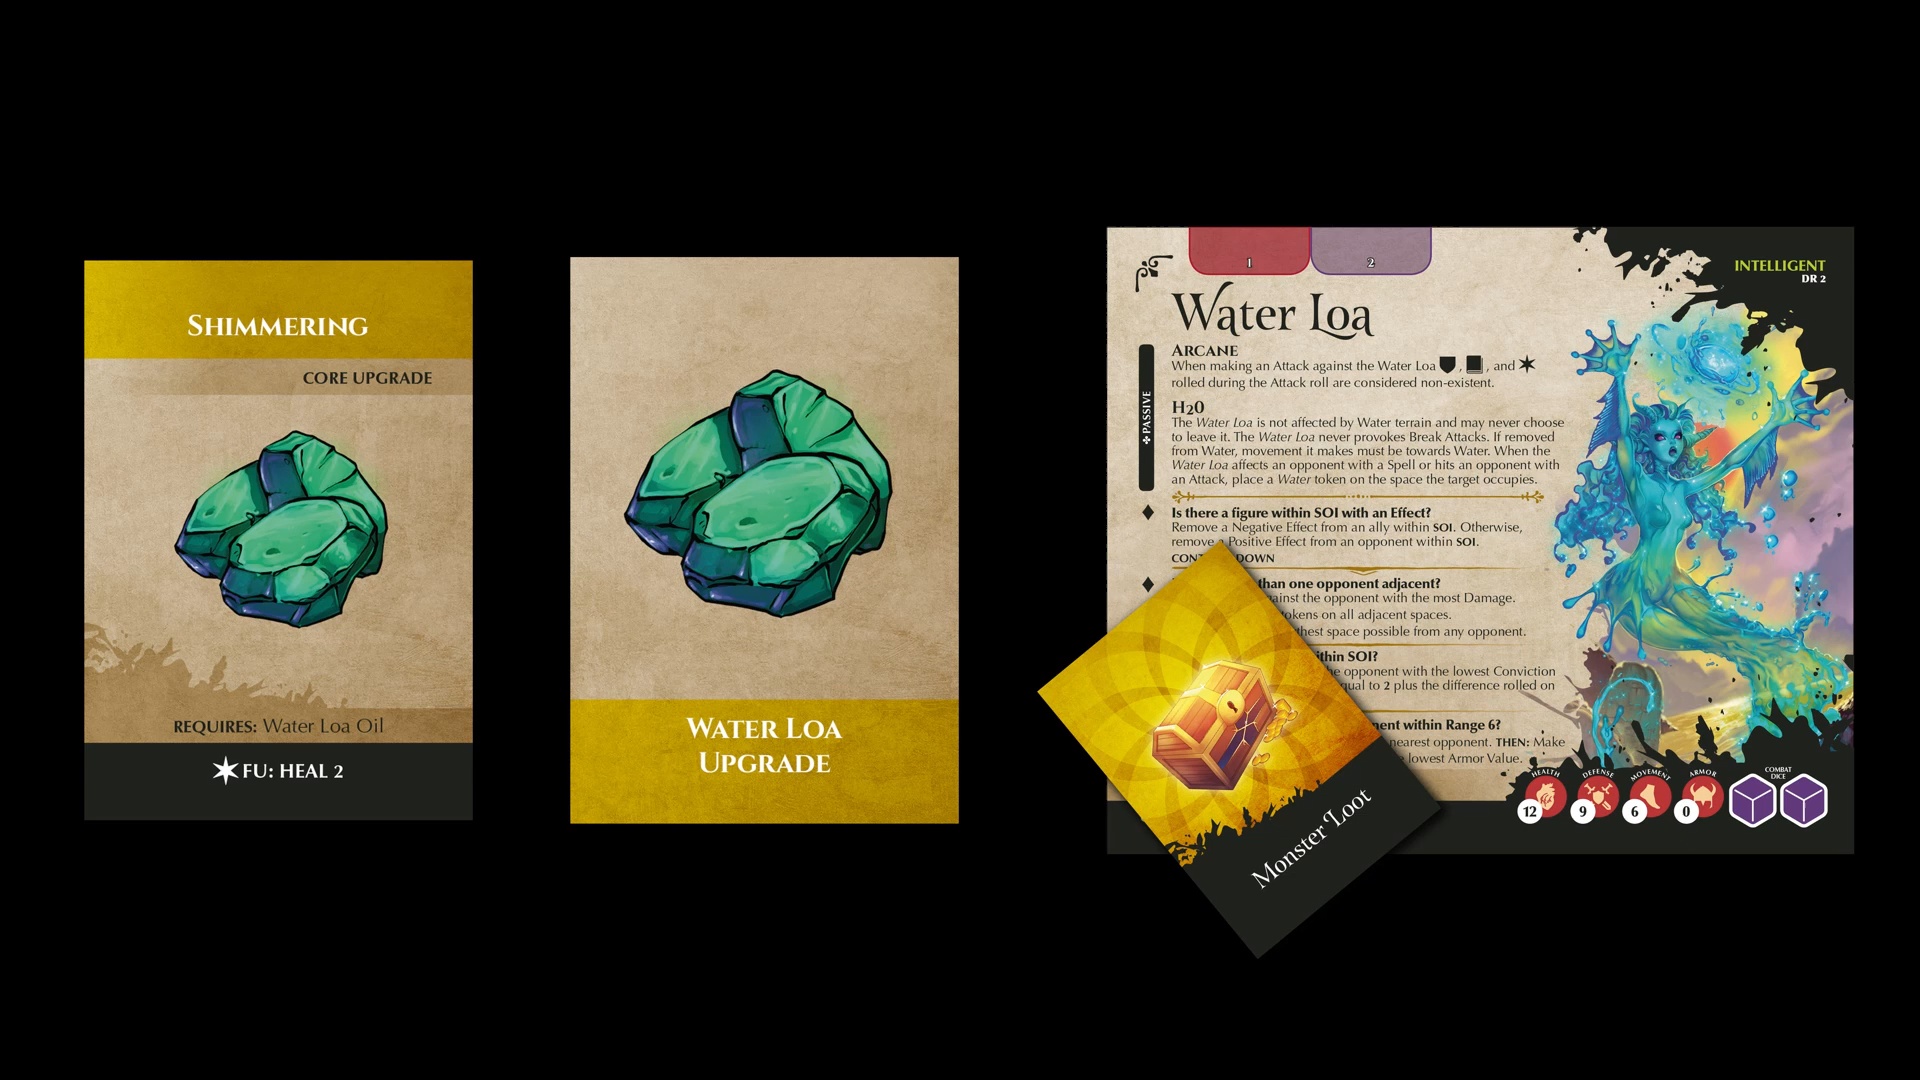 SHIMMERING
CORE UPGRADE
REQUIRES: Water Loa Oil
FU: HEAL 2
WATER LOA
UPGRADE
1
2
INTELLIGENT
DR 2
Water Loa
PASSIVE
ARCANE
When making an Attack against the Water Loa , , and
rolled during the Attack roll are considered non-existent.
H20
The Water Loa is not affected by Water terrain and may never choose
to leave it. The Water Loa never provokes Break Attacks. If removed
from Water, movement it makes must be towards Water. When the
Water Loa affects an opponent with a Spell or hits an opponent with
an Attack, place a Water token on the space the target occupies.
Is there a figure within SOI with an Effect?
Remove a Negative Effect from an ally within SOI. Otherwise,
remove a Positive Effect from an opponent within SOI.
DOWN
than one opponent adjacent?
against the opponent with the most Damage.
tokens on all adjacent spaces.
space possible from any opponent.
within SOI?
opponent with the lowest Conviction
equal to 2 plus the difference rolled on
within Range 6?
nearest opponent. THEN: Make
lowest Armor Value.
Monster Loot
HEALTH
12
DEFENSE
9
MOVEMENT
6
ARMOR
0
COMBAT
DICE